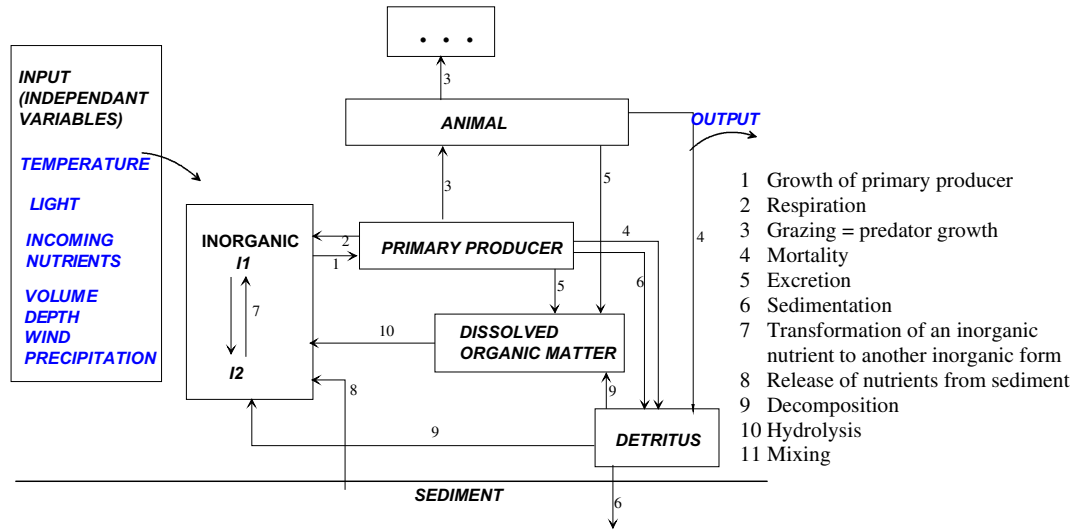 INPUT
(INDEPENDANT
VARIABLES)
TEMPERATURE
LIGHT
INCOMING
NUTRIENTS
VOLUME
DEPTH
WIND
PRECIPITATION
. . .
3
ANIMAL
OUTPUT
3
5
4
INORGANIC
I1
7
I2
2
1
PRIMARY PRODUCER
4
6
5
10
DISSOLVED
ORGANIC MATTER
8
9
9
DETRITUS
SEDIMENT
6
1 Growth of primary producer
2 Respiration
3 Grazing = predator growth
4 Mortality
5 Excretion
6 Sedimentation
7 Transformation of an inorganic
nutrient to another inorganic form
8 Release of nutrients from sediment
9 Decomposition
10 Hydrolysis
11 Mixing